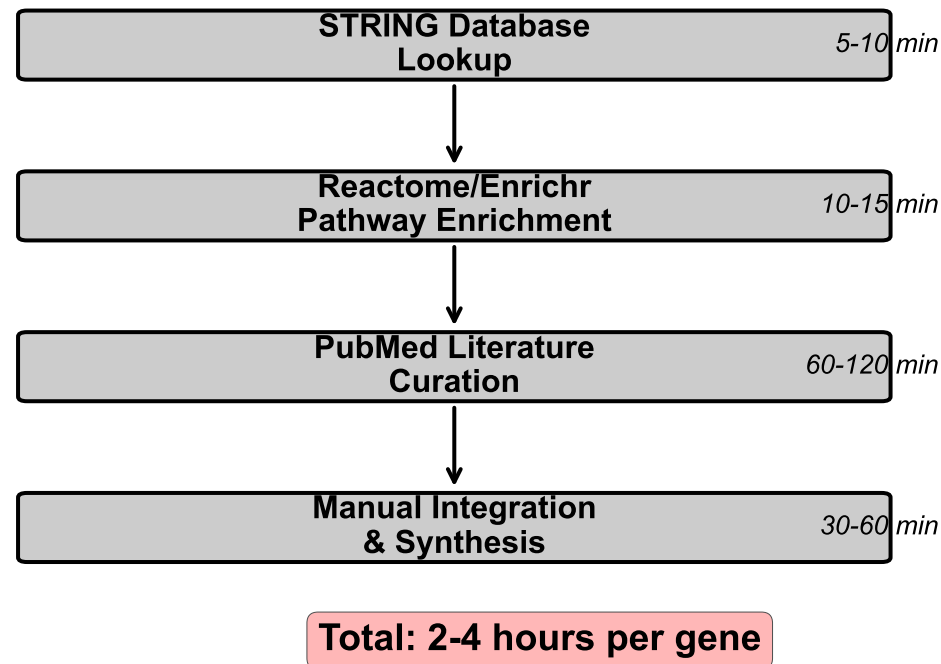 STRING Database
Lookup
5-10 min
Reactome/Enrichr
Pathway Enrichment
10-15 min
PubMed Literature
Curation
60-120 min
Manual Integration
& Synthesis
30-60 min
Total: 2-4 hours per gene